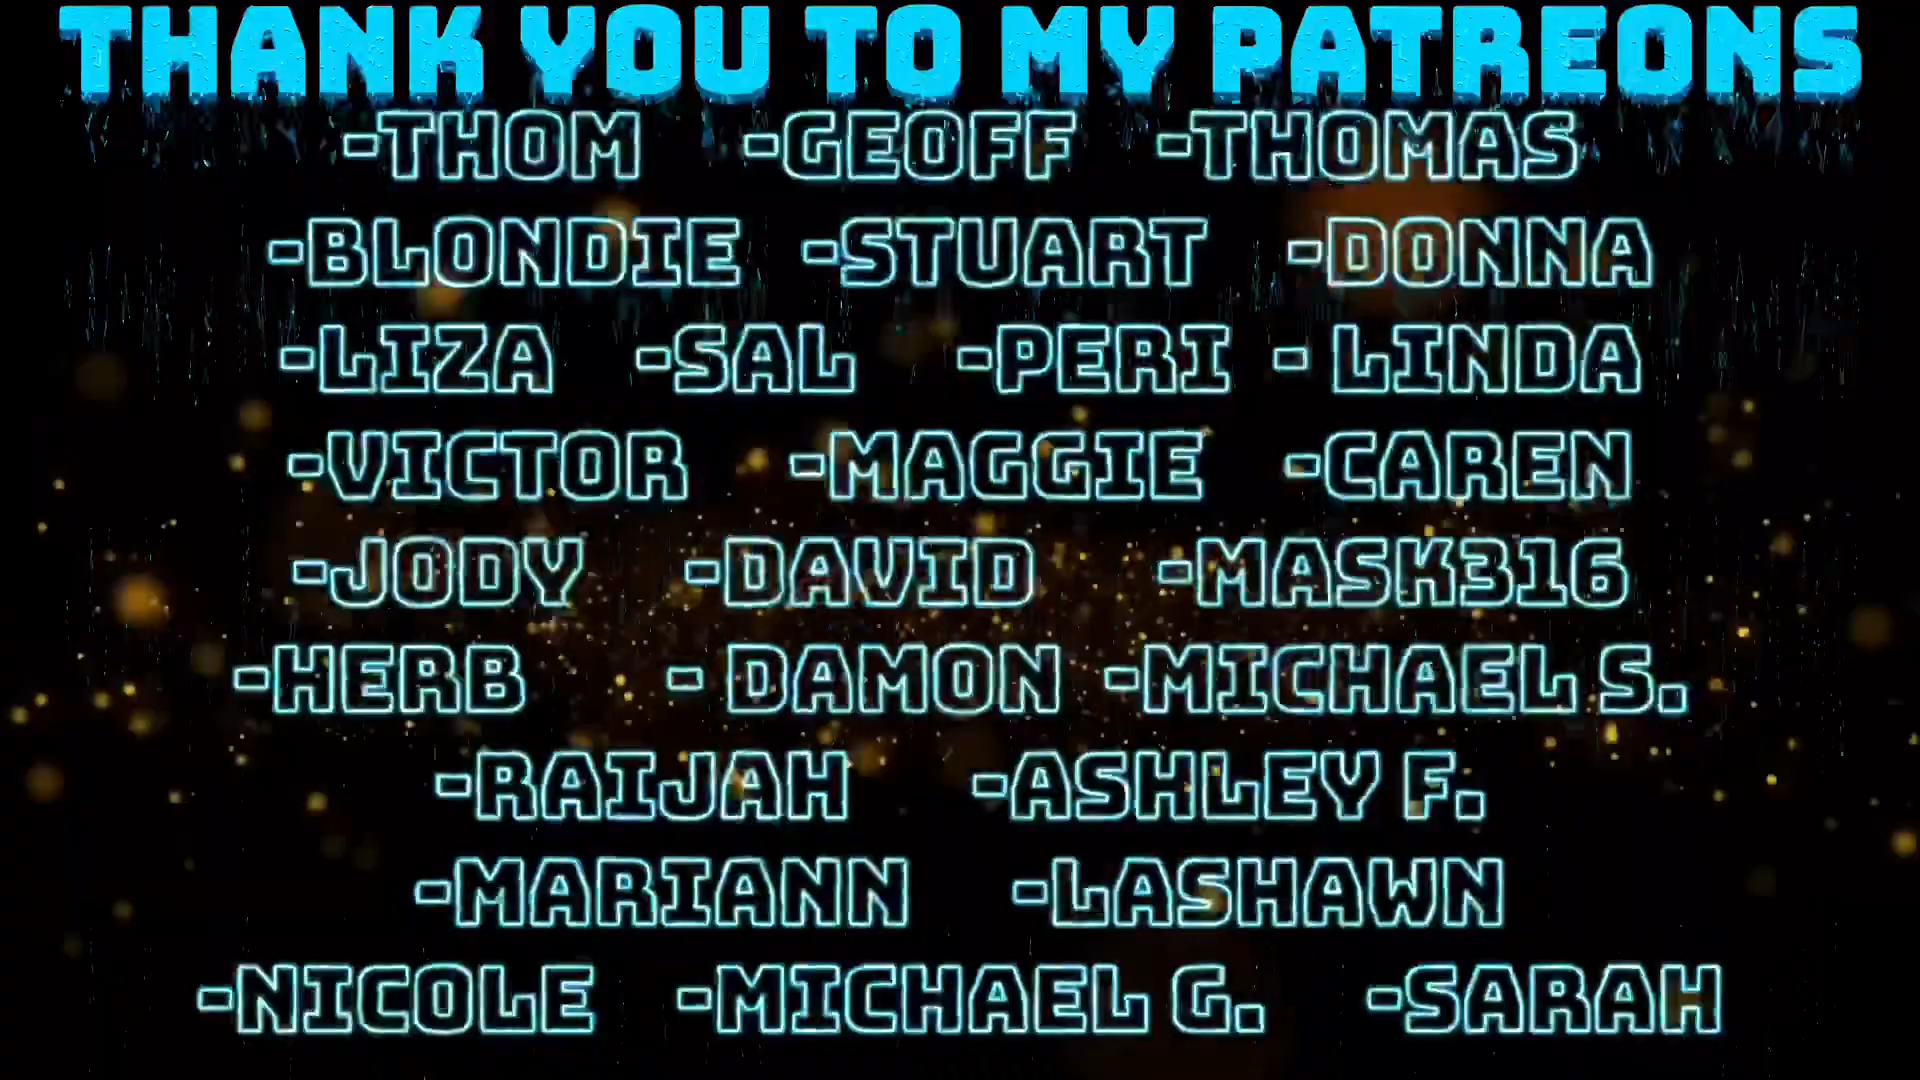 THANK YOU TO MY PATREONS
-THOM -GEOFF -THOMAS
-BLONDIE -STUART -DONNA
-LIZA -SAL -PERI - LINDA
-VICTOR -MAGGIE -CAREN
-JODY -DAVID -MASK316
-HERB - DAMON -MICHAEL S.
-RAIJAH -ASHLEY F.
-MARIANN -LASHAWN
-NICOLE -MICHAEL G. -SARAH